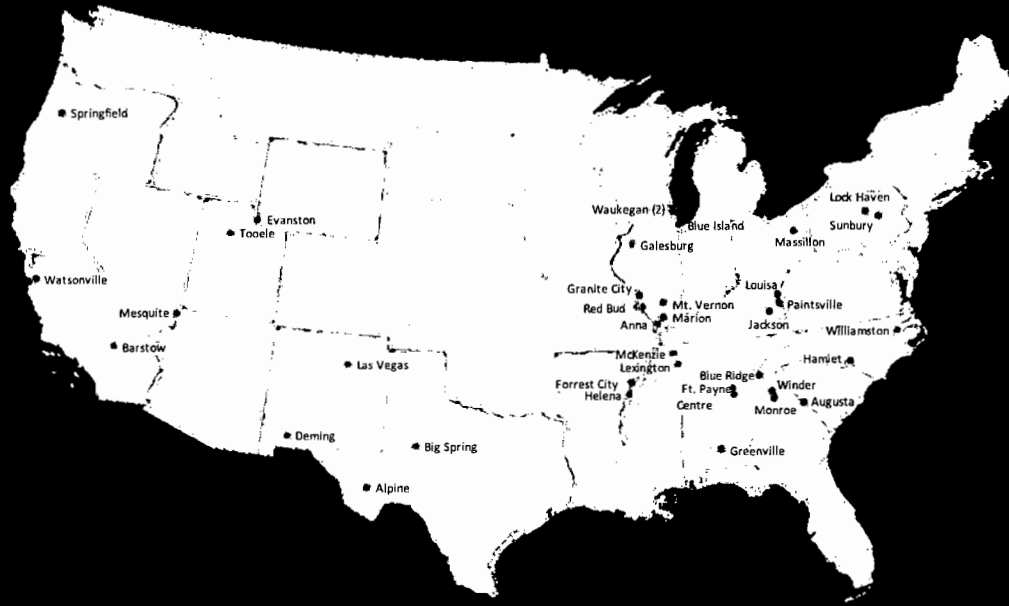 Springfield
Lock Haven
Waukegan (2)
Evanston
Blue Island
Sunbury
Tooele
Galesburg
Massillon
Watsonville
Granite City
Louisa
Mesquite
Red Bud
Mt. Vernon
Paintsville
Anna
Marion
Jackson
Williamston
Barstow
McKenzie
Hamlet
Las Vegas
Lexington
Blue Ridge
Forrest City
Ft. Payne
Winder
Helena
Centre
Monroe
Augusta
Deming
Big Spring
Greenville
Alpine